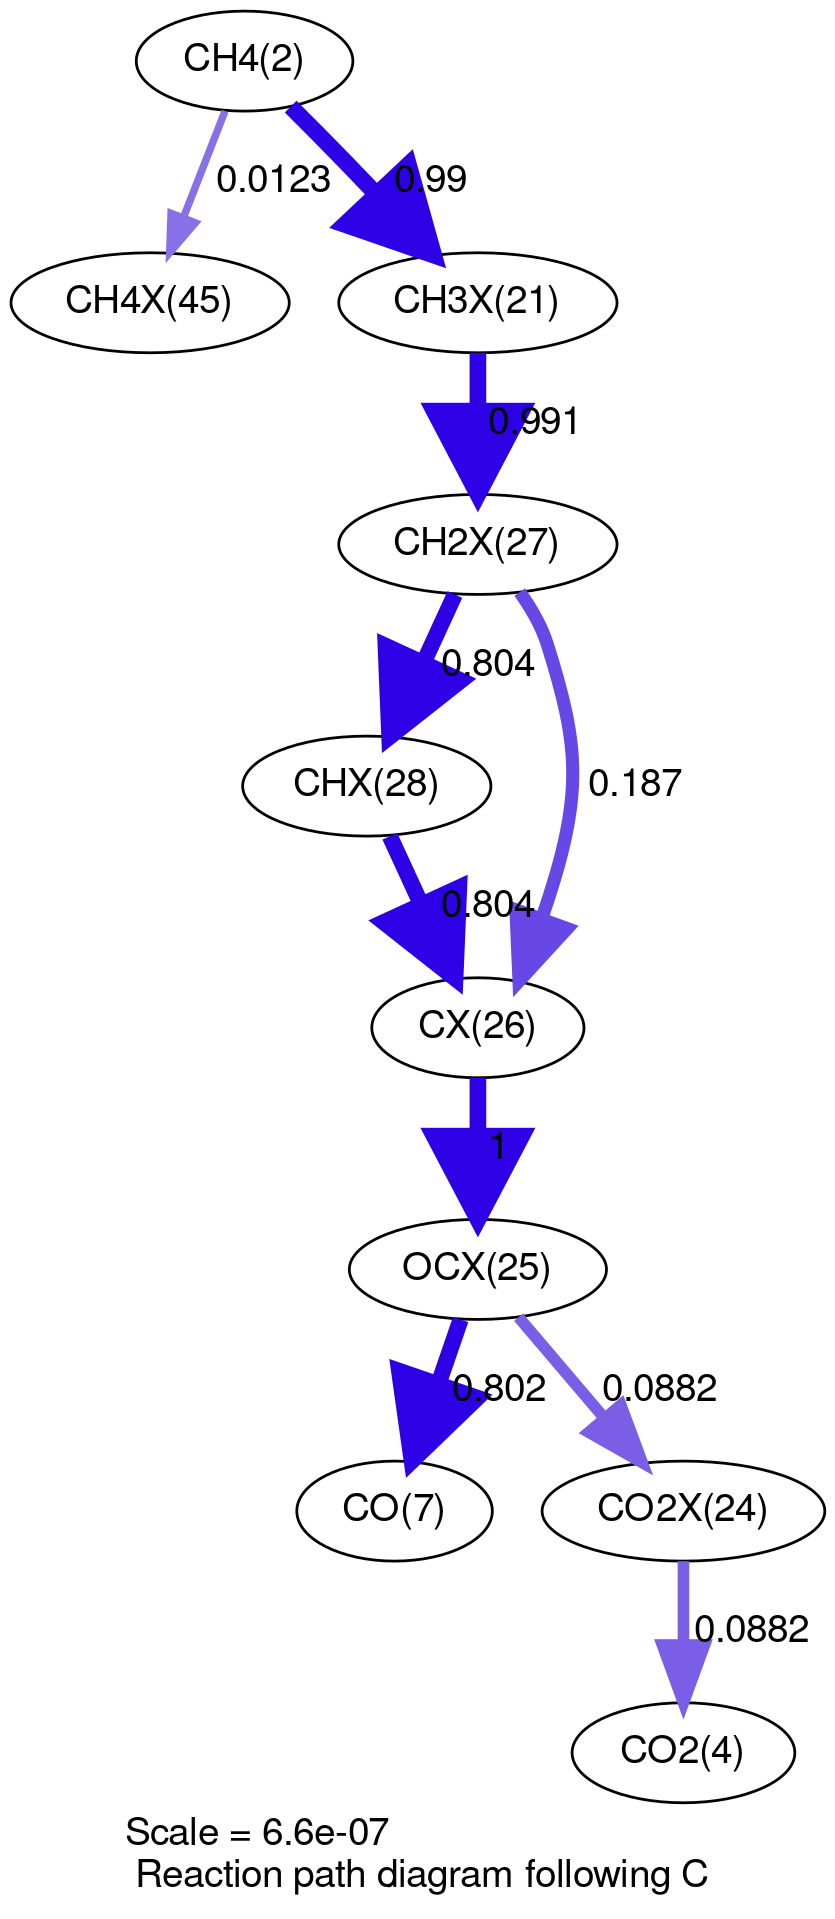 CH4(2)
0.0123
0.99
CH4X(45)
CH3X(21)
0.991
CH2X(27)
0.804
CHX(28)
0.187
0.804
CX(26)
1
OCX(25)
0.802
0.0882
CO(7)
CO2X(24)
0.0882
CO2(4)
Scale = 6.6e-07
Reaction path diagram following C